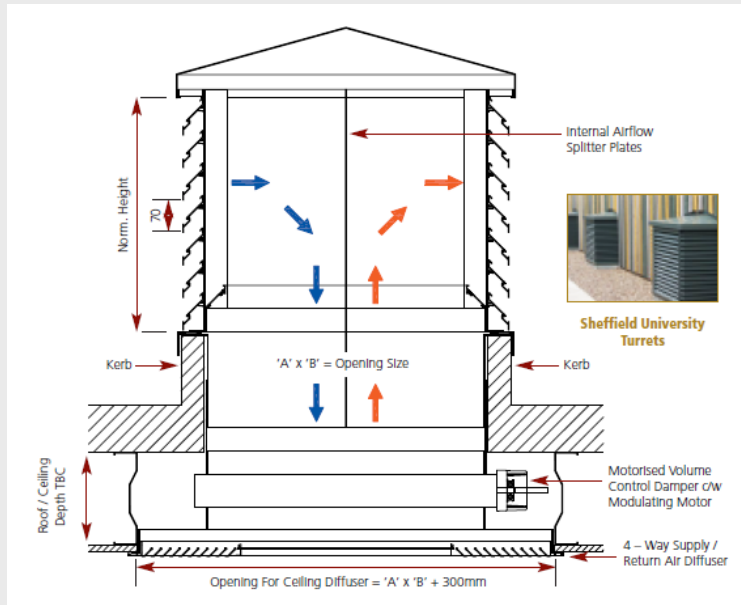 Internal Airflow
Splitter Plates
Norm. Height
70
Sheffield University
Turrets
Kerb
'A' x 'B' = Opening Size
Kerb
Roof / Ceiling
Depth TBC
Motorised Volume
Control Damper c/w
Modulating Motor
4 – Way Supply /
Return Air Diffuser
Opening For Ceiling Diffuser = 'A' x 'B' + 300mm